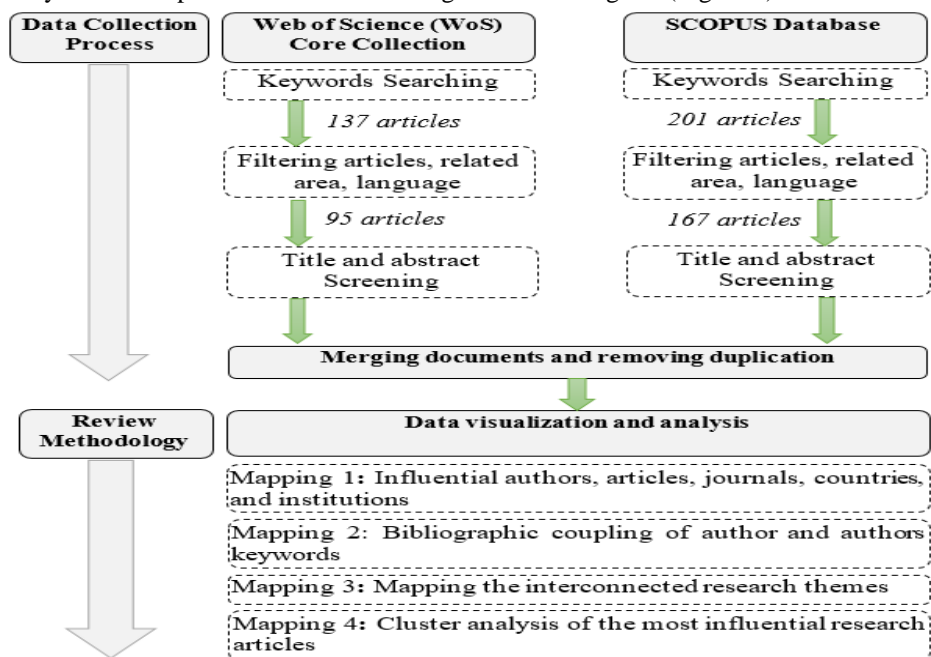 Data Collection
Process
Web of Science (WoS)
Core Collection
SCOPUS Database
Keywords Searching
Keywords Searching
137 articles
201 articles
Filtering articles, related
area, language
Filtering articles, related
area, language
95 articles
167 articles
Title and abstract
Screening
Title and abstract
Screening
Merging documents and removing duplication
Review
Methodology
Data visualization and analysis
Mapping 1: Influential authors, articles, journals, countries,
and institutions
Mapping 2: Bibliographic coupling of author and authors
keywords
Mapping 3: Mapping the interconnected research themes
Mapping 4: Cluster analysis of the most influential research
articles